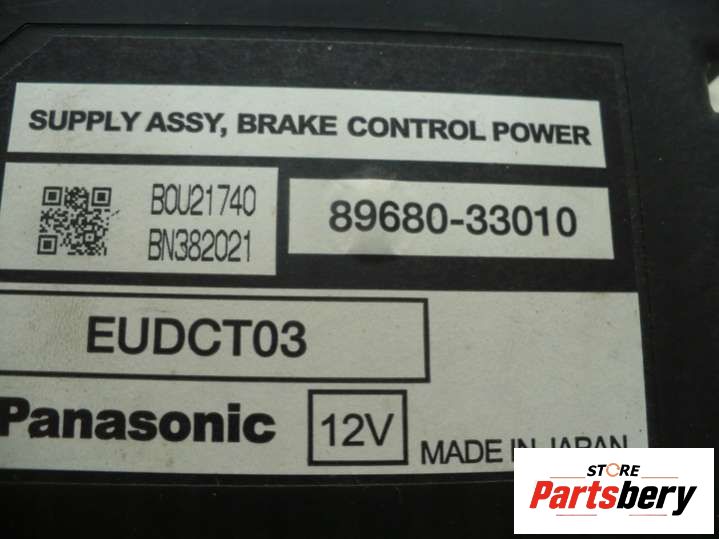 SUPPLY ASSY, BRAKE CONTROL POWER
B0U21740
BN382021
89680-33010
EUDCT03
Panasonic
12V
MADE IN JAPAN
STORE
Partsbery